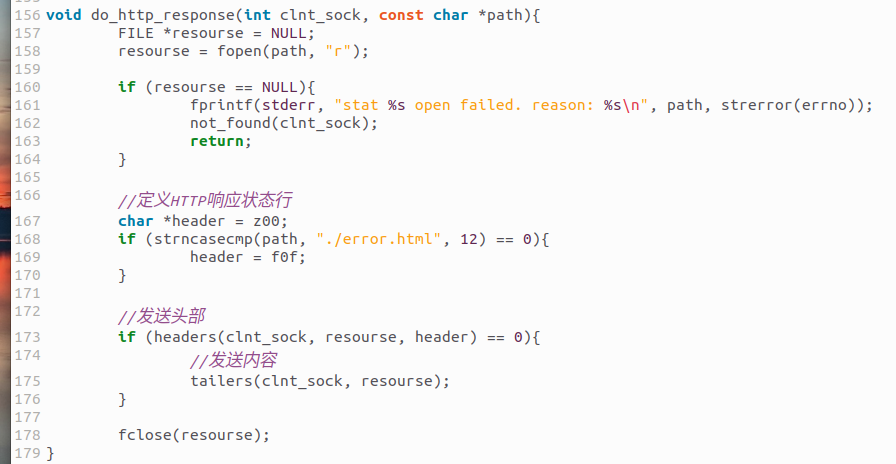 156 void do_http_response(int clnt_sock, const char *path){
157         FILE *resourse = NULL;
158         resourse = fopen(path, "r");
159
160         if (resourse == NULL){
161                 fprintf(stderr, "stat %s open failed. reason: %s\n", path, strerror(errno));
162                 not_found(clnt_sock);
163                 return;
164         }
165
166         //定义HTTP响应状态行
167         char *header = z00;
168         if (strncasecmp(path, "./error.html", 12) == 0){
169                 header = f0f;
170         }
171
172         //发送头部
173         if (headers(clnt_sock, resourse, header) == 0){
174                 //发送内容
175                 tailers(clnt_sock, resourse);
176         }
177
178         fclose(resourse);
179 }